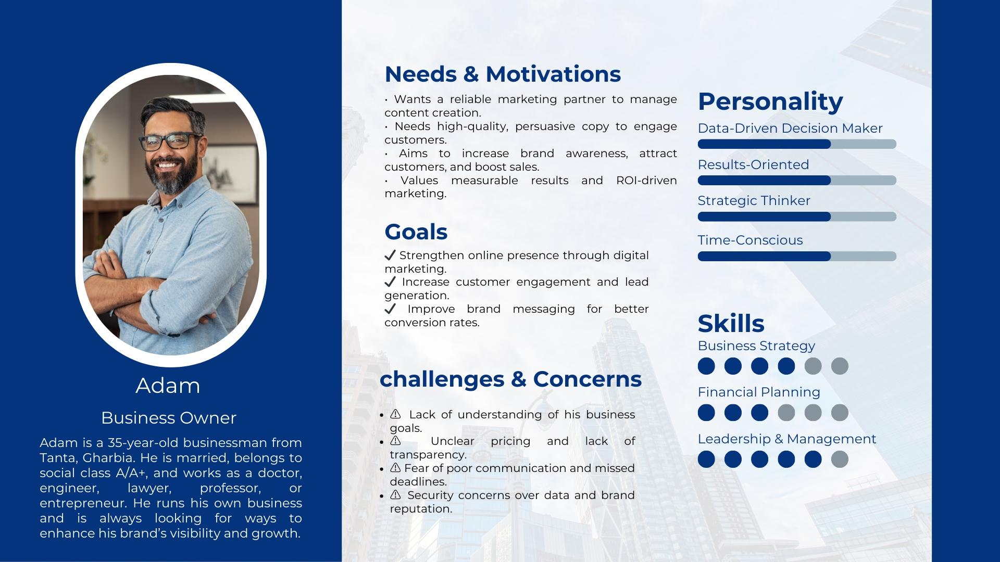 Adam
Business Owner
Adam is a 35-year-old businessman from
Tanta, Gharbia. He is married, belongs to
social class A/A+, and works as a doctor,
engineer, lawyer, professor, or
entrepreneur. He runs his own business
and is always looking for ways to
enhance his brand’s visibility and growth.
Needs & Motivations
• Wants a reliable marketing partner to manage
content creation.
• Needs high-quality, persuasive copy to engage
customers.
• Aims to increase brand awareness, attract
customers, and boost sales.
• Values measurable results and ROI-driven
marketing.
Goals
✓ Strengthen online presence through digital
marketing.
✓ Increase customer engagement and lead
generation.
✓ Improve brand messaging for better
conversion rates.
challenges & Concerns
• ⚠ Lack of understanding of his business
goals.
• ⚠ Unclear pricing and lack of
transparency.
• ⚠ Fear of poor communication and missed
deadlines.
• ⚠ Security concerns over data and brand
reputation.
Personality
Data-Driven Decision Maker
Results-Oriented
Strategic Thinker
Time-Conscious
Skills
Business Strategy
Financial Planning
Leadership & Management